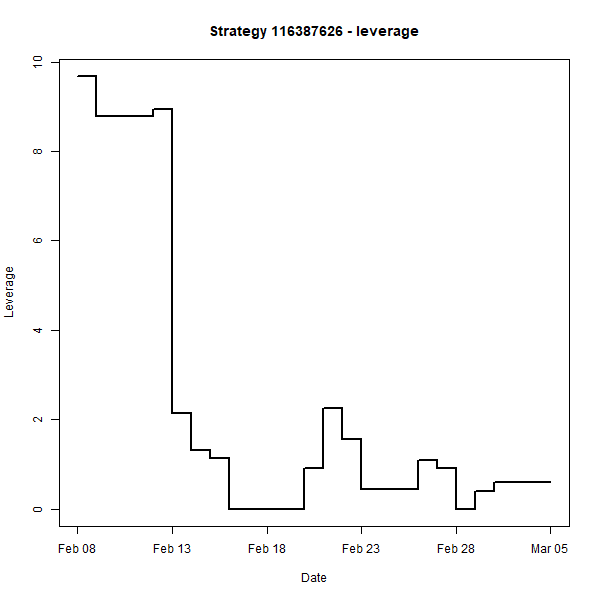 Strategy 116387626 - leverage
10
8
6
4
2
0
Leverage
Feb 08
Feb 13
Feb 18
Feb 23
Feb 28
Mar 05
Date